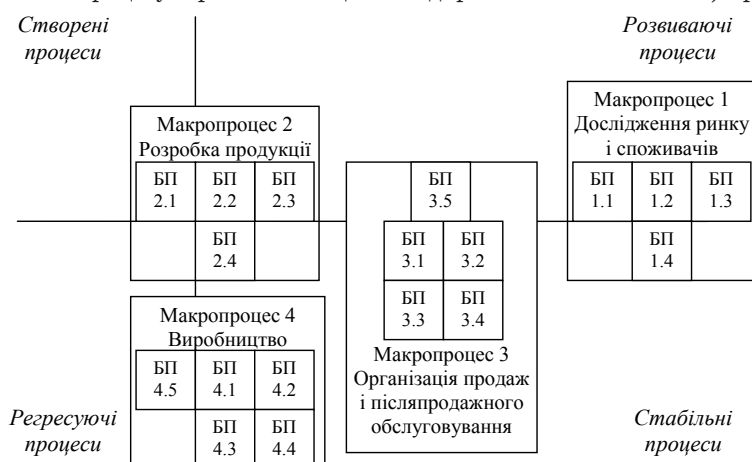 Створені
процеси
Розвиваючі
процеси
Макропроцес 2
Розробка продукції
БП
2.1
БП
2.2
БП
2.3
БП
2.4
Макропроцес 1
Дослідження ринку
і споживачів
БП
1.1
БП
1.2
БП
1.3
БП
1.4
БП
3.5
БП
3.1
БП
3.2
БП
3.3
БП
3.4
Макропроцес 3
Організація продаж
і післяпродажного
обслуговування
Макропроцес 4
Виробництво
БП
4.5
БП
4.1
БП
4.2
БП
4.3
БП
4.4
Регресуючі
процеси
Стабільні
процеси